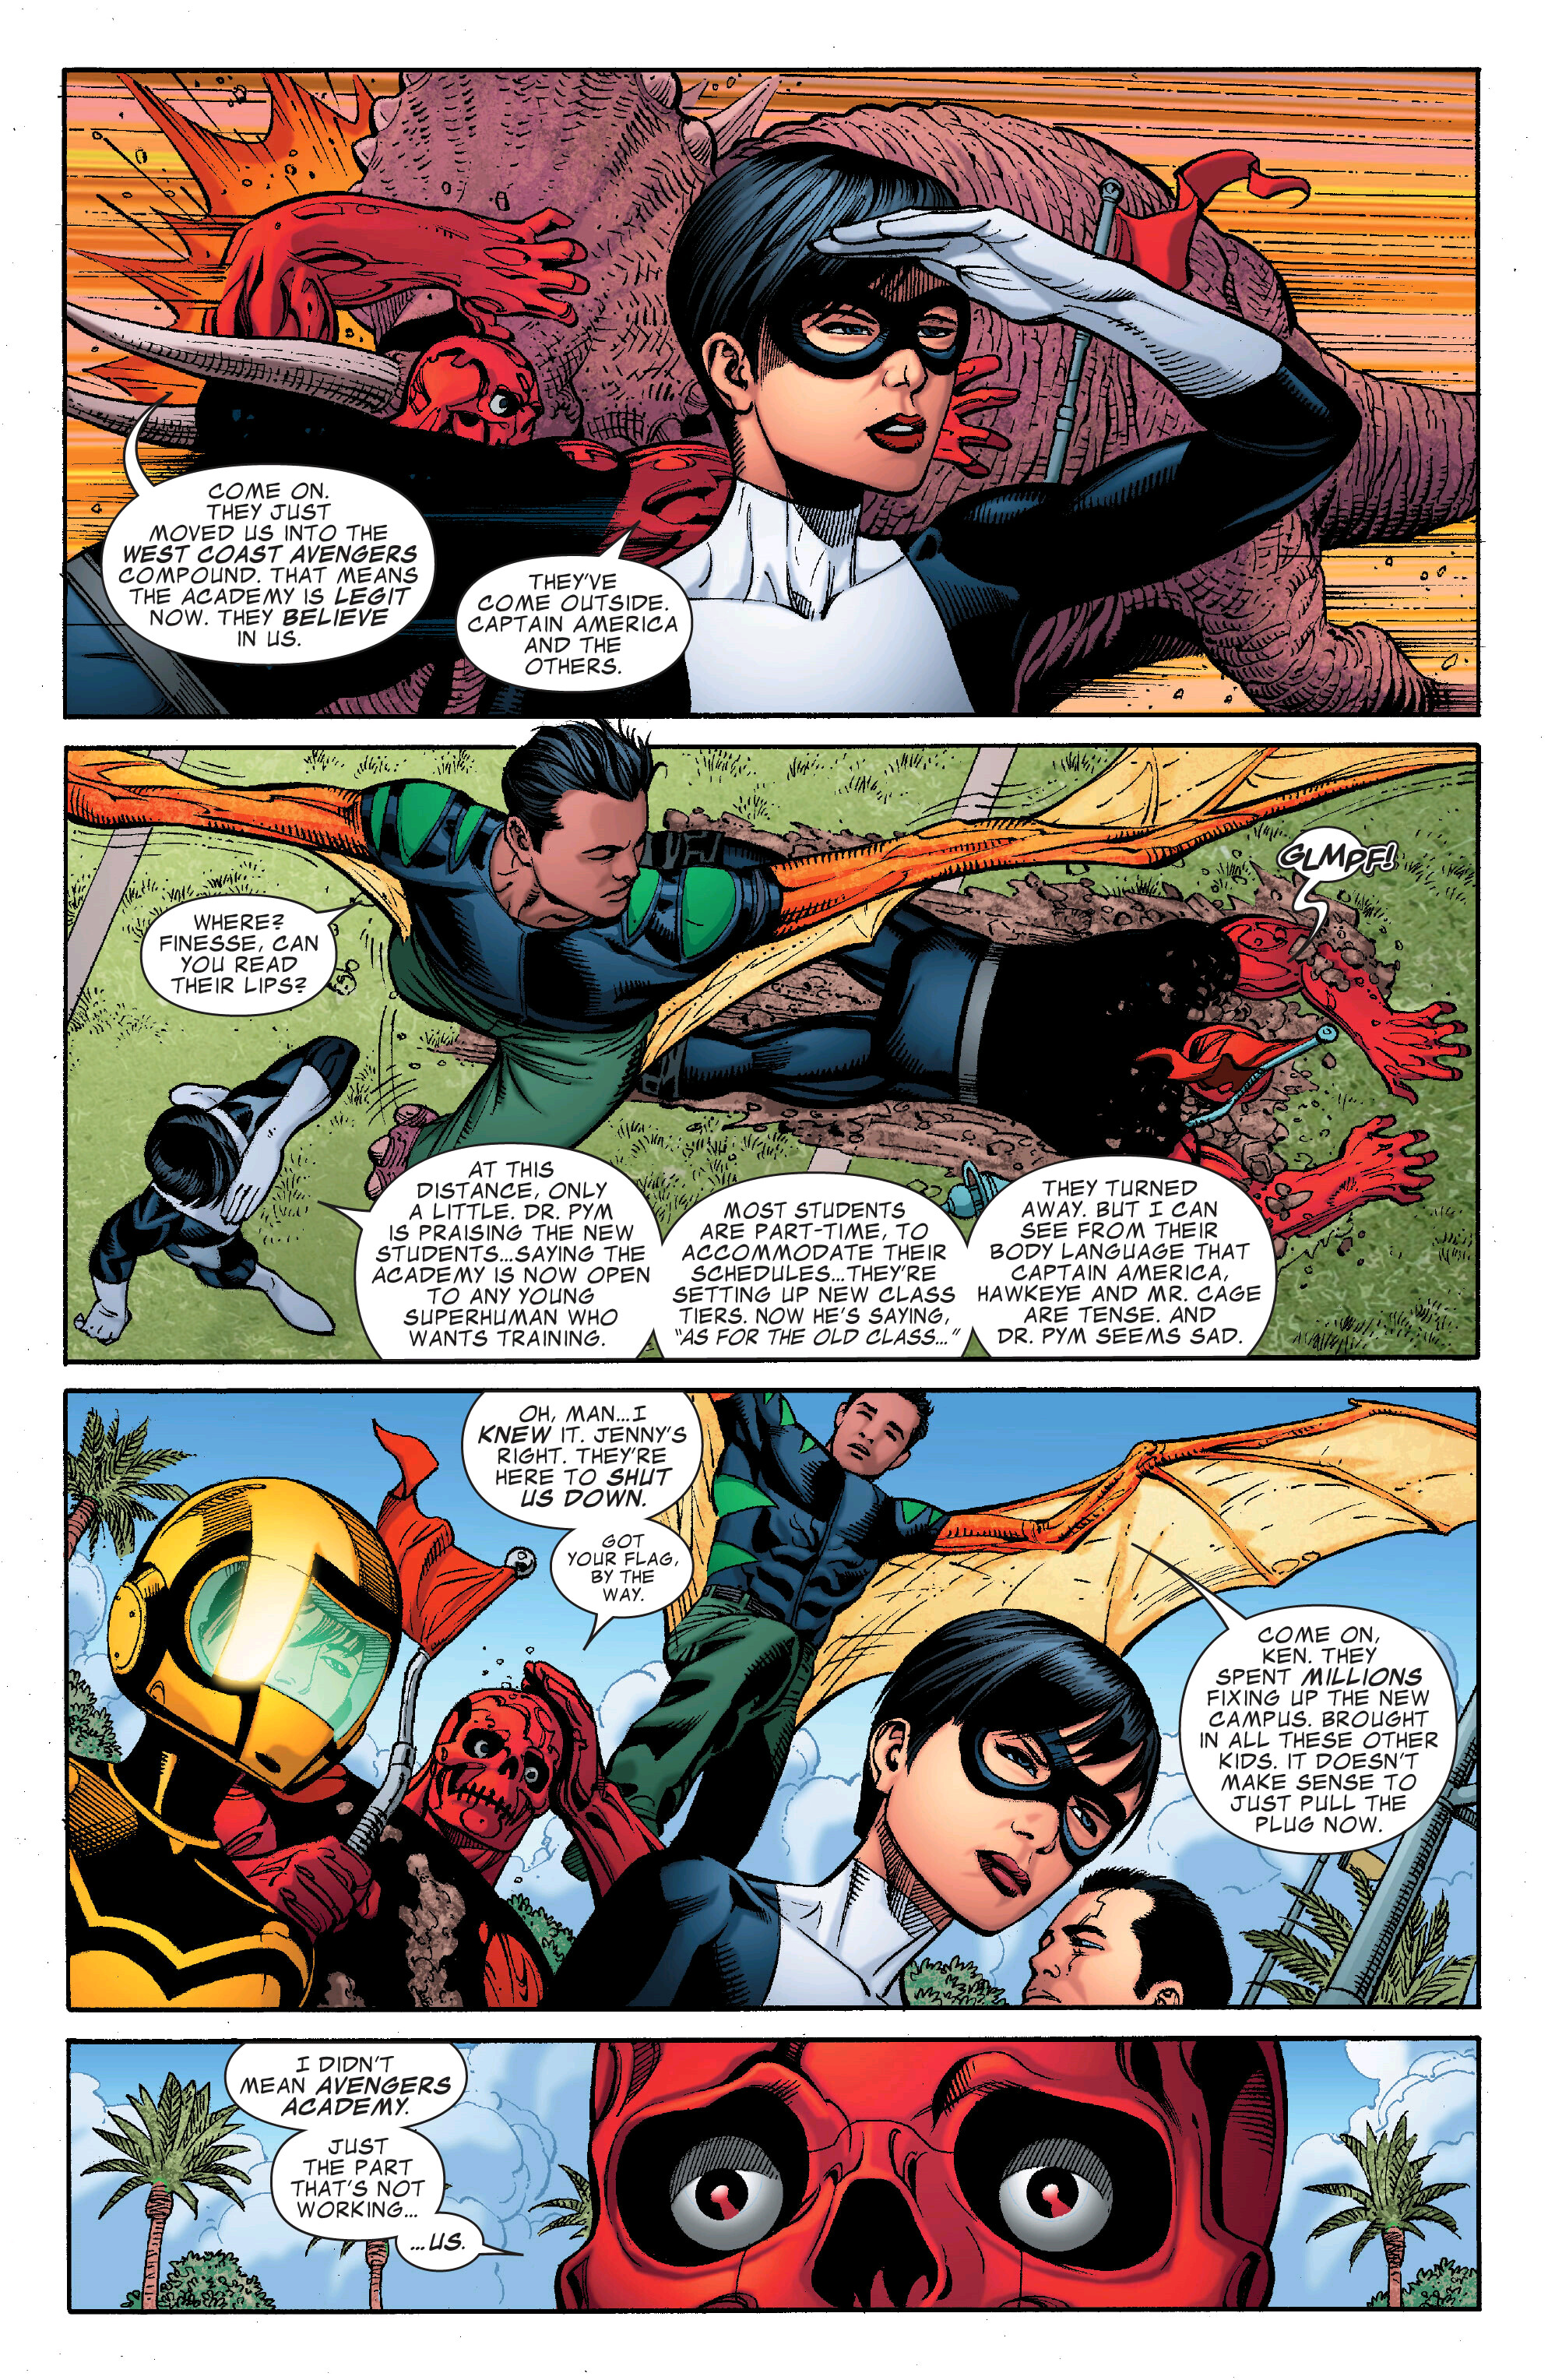 COME ON.
THEY JUST
MOVED US INTO THE
WEST COAST AVENGERS
COMPOUND. THAT MEANS
THE ACADEMY IS LEGIT
NOW. THEY BELIEVE
IN US.
THEY'VE
COME OUTSIDE.
CAPTAIN AMERICA
AND THE
OTHERS.
WHERE?
FINESSE, CAN
YOU READ
THEIR LIPS?
GLMPF!
AT THIS
DISTANCE, ONLY
A LITTLE. DR. PYM
IS PRAISING THE NEW
STUDENTS...SAYING THE
ACADEMY IS NOW OPEN
TO ANY YOUNG
SUPERHUMAN WHO
WANTS TRAINING.
MOST STUDENTS
ARE PART-TIME, TO
ACCOMMODATE THEIR
SCHEDULES...THEY'RE
SETTING UP NEW CLASS
TIERS. NOW HE'S SAYING,
"AS FOR THE OLD CLASS..."
THEY TURNED
AWAY. BUT I CAN
SEE FROM THEIR
BODY LANGUAGE THAT
CAPTAIN AMERICA,
HAWKEYE AND MR. CAGE
ARE TENSE. AND
DR. PYM SEEMS SAD.
OH, MAN...I
KNEW IT. JENNY'S
RIGHT. THEY'RE
HERE TO SHUT
US DOWN.
GOT
YOUR FLAG,
BY THE
WAY.
COME ON,
KEN. THEY
SPENT MILLIONS
FIXING UP THE NEW
CAMPUS. BROUGHT
IN ALL THESE OTHER
KIDS. IT DOESN'T
MAKE SENSE TO
JUST PULL THE
PLUG NOW.
I DIDN'T
MEAN AVENGERS
ACADEMY.
JUST
THE PART
THAT'S NOT
WORKING...
...US.